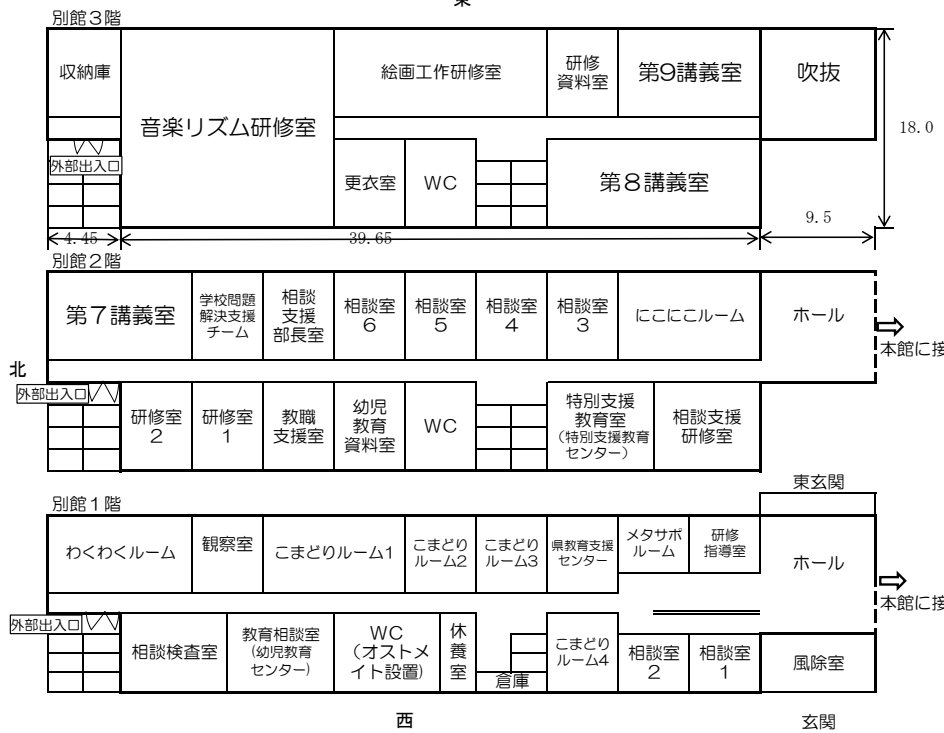 東
別館３階
収納庫
音楽リズム研修室
絵画工作研修室
研修
資料室
第９講義室
吹抜
18.0
外部出入口
更衣室
WC
第８講義室
9.5
4.45
39.65
別館２階
第７講義室
学校問題
解決支援
チーム
相談
支援
部長室
相談室
6
相談室
5
相談室
4
相談室
3
にこにこルーム
ホール
本館に接
北
外部出入口
研修室
2
研修室
1
教職
支援室
幼児
教育
資料室
WC
特別支援
教育室
（特別支援教育
センター）
相談支援
研修室
別館１階
東玄関
わくわくルーム
観察室
こまどりルーム1
こまどり
ルーム2
こまどり
ルーム3
県教育支援
センター
メタサポ
ルーム
研修
指導室
ホール
本館に接
外部出入口
相談検査室
教育相談室
(幼児教育
センター)
WC
（オストメ
イト設置)
休
養
室
倉庫
こまどり
ルーム4
相談室
2
相談室
1
風除室
西
玄関